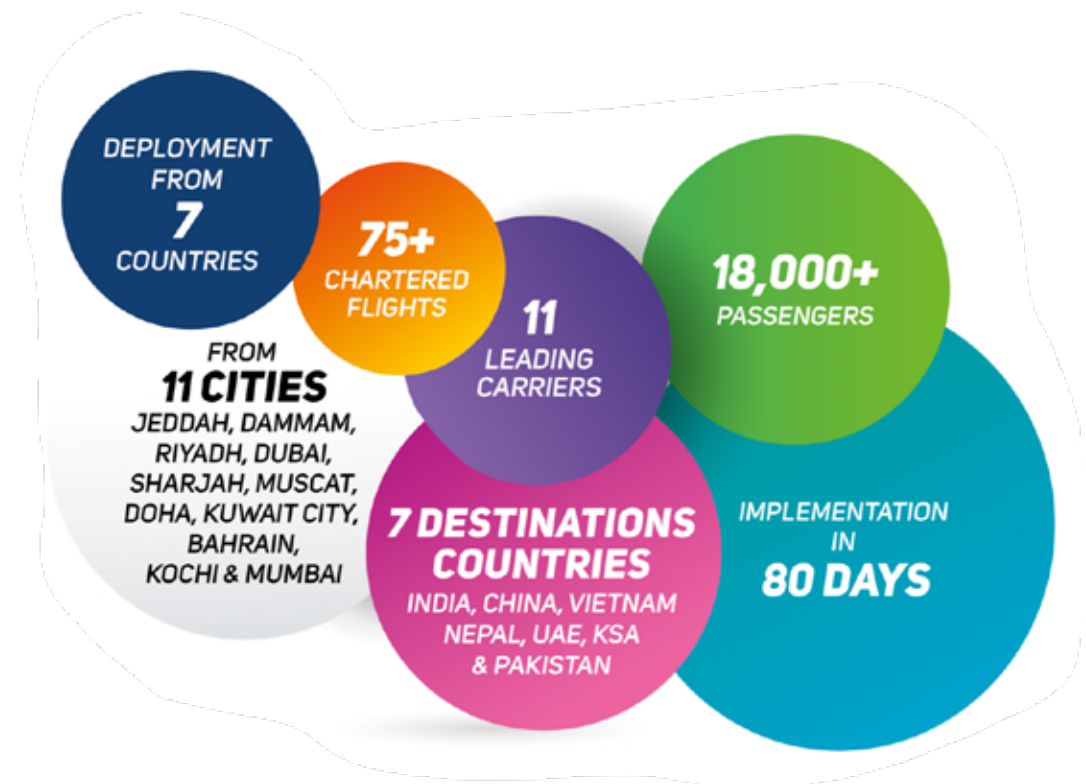 DEPLOYMENT
FROM
7
COUNTRIES
75+
CHARTERED
FLIGHTS
11
LEADING
CARRIERS
18,000+
PASSENGERS
FROM
11 CITIES
JEDDAH, DAMMAM,
RIYADH, DUBAI,
SHARJAH, MUSCAT,
DOHA, KUWAIT CITY,
BAHRAIN,
KOCHI & MUMBAI
7 DESTINATIONS
COUNTRIES
INDIA, CHINA, VIETNAM
NEPAL, UAE, KSA
& PAKISTAN
IMPLEMENTATION
IN
80 DAYS